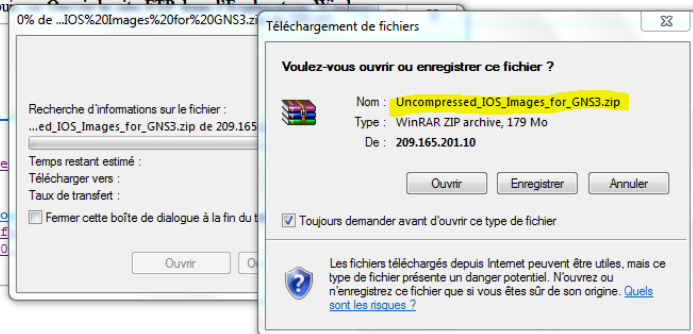 0% de ...IOS%20Images%20for%20GNS3.zi
Recherche d'informations sur le fichier :
...ed_IOS_Images_for_GNS3.zip de 209.165
Temps restant estimé :
Télécharger vers :
Taux de transfert :
Fermer cette boîte de dialogue à la fin du t
Ouvrir
Téléchargement de fichiers
Voulez-vous ouvrir ou enregistrer ce fichier ?
Nom : Uncompressed_IOS_Images_for_GNS3.zip
Type : WinRAR ZIP archive, 179 Mo
De : 209.165.201.10
Ouvrir Enregistrer Annuler
Toujours demander avant d'ouvrir ce type de fichier
Les fichiers téléchargés depuis Internet peuvent être utiles, mais ce
type de fichier présente un danger potentiel. N'ouvrez ou
n'enregistrez ce fichier que si vous êtes sûr de son origine. Quels
sont les risques ?